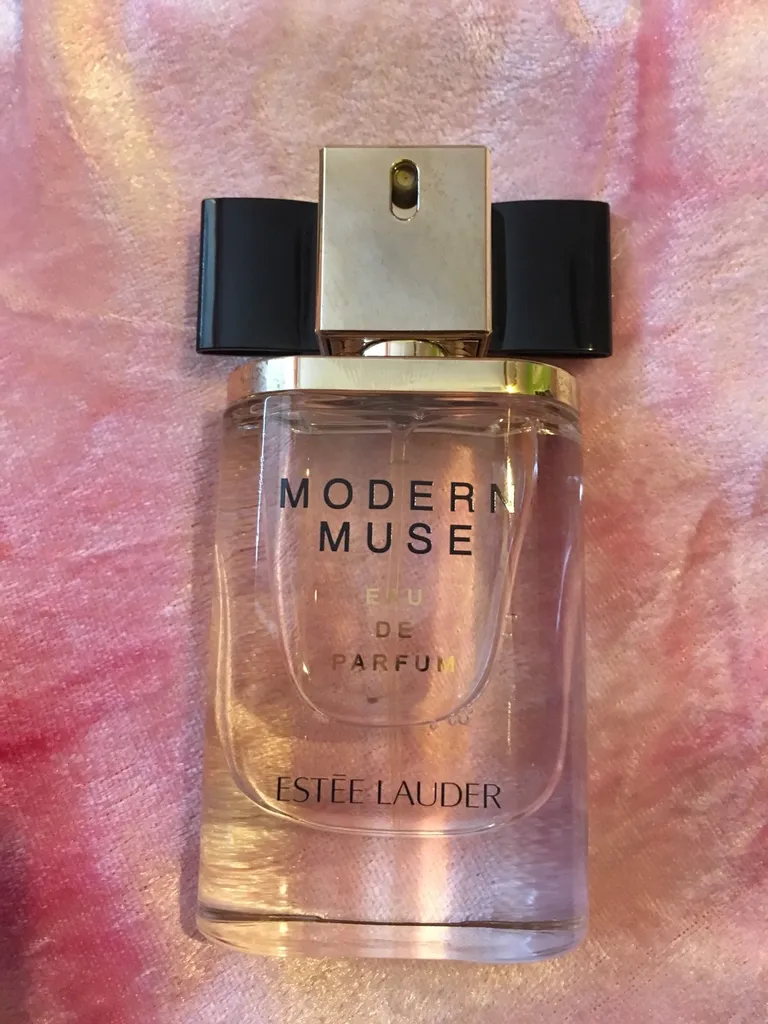 MODERN
MUSE
EAU
DE
PARFUM
ESTĒE LAUDER